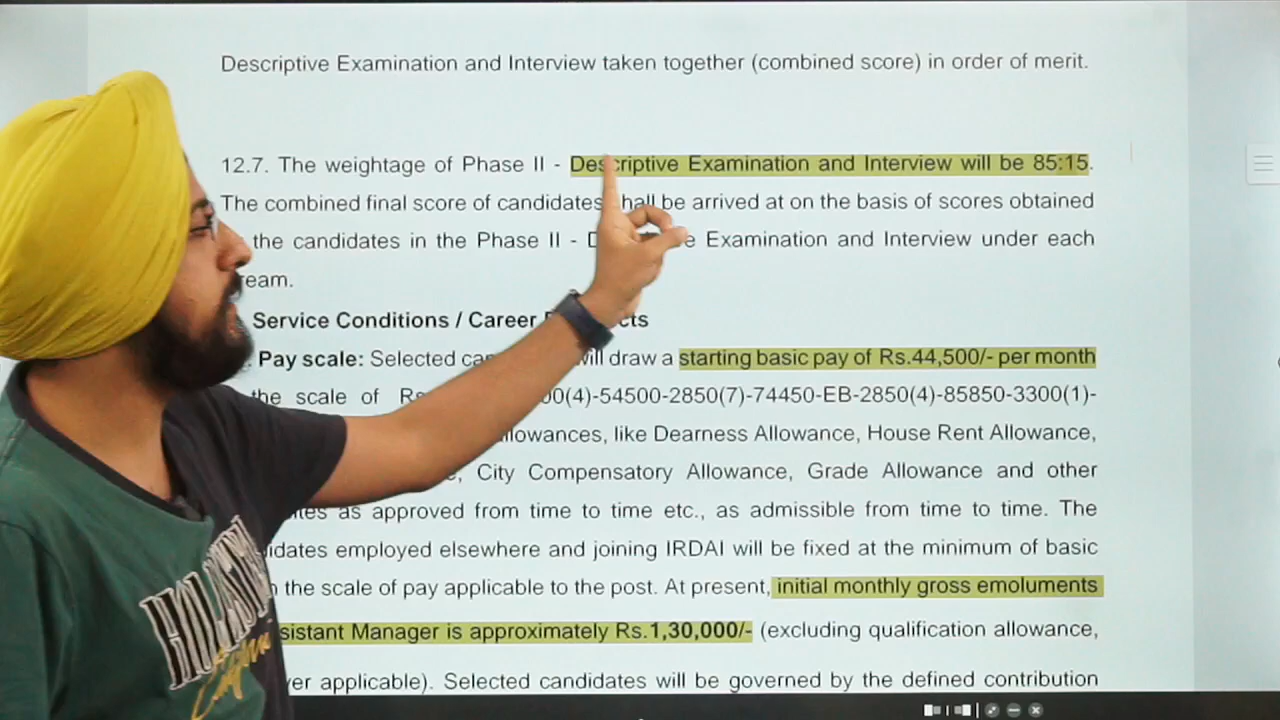 Descriptive Examination and Interview taken together (combined score) in order of merit.
12.7. The weightage of Phase II - Descriptive Examination and Interview will be 85:15.
The combined final score of candidates shall be arrived at on the basis of scores obtained
the candidates in the Phase II - Examination and Interview under each
Service Conditions / Career
Pay scale: Selected will draw a starting basic pay of Rs.44,500/- per month
the scale of 00(4)-54500-2850(7)-74450-EB-2850(4)-85850-3300(1)-
allowances, like Dearness Allowance, House Rent Allowance,
City Compensatory Allowance, Grade Allowance and other
as approved from time to time etc., as admissible from time to time. The
employed elsewhere and joining IRDAI will be fixed at the minimum of basic
the scale of pay applicable to the post. At present, initial monthly gross emoluments
Manager is approximately Rs.1,30,000/- (excluding qualification allowance,
applicable). Selected candidates will be governed by the defined contribution